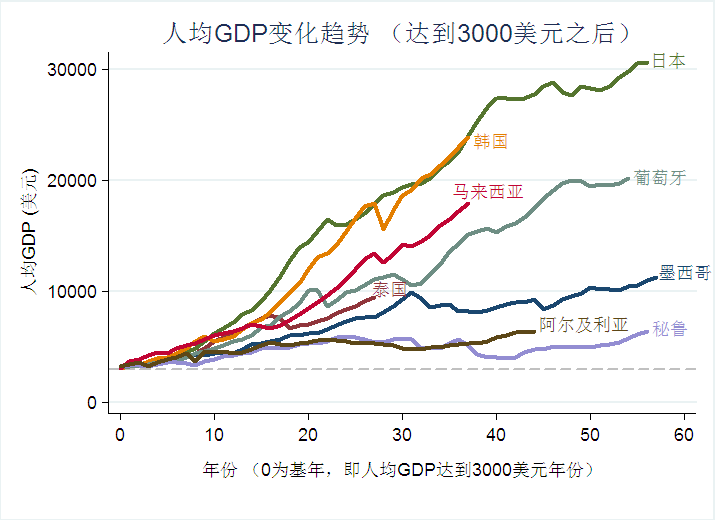 人均GDP变化趋势 （达到3000美元之后）
人均GDP (美元)
30000
20000
10000
0
日本
韩国
马来西亚
葡萄牙
墨西哥
泰国
阿尔及利亚
秘鲁
0 10 20 30 40 50 60
年份 （0为基年，即人均GDP达到3000美元年份）